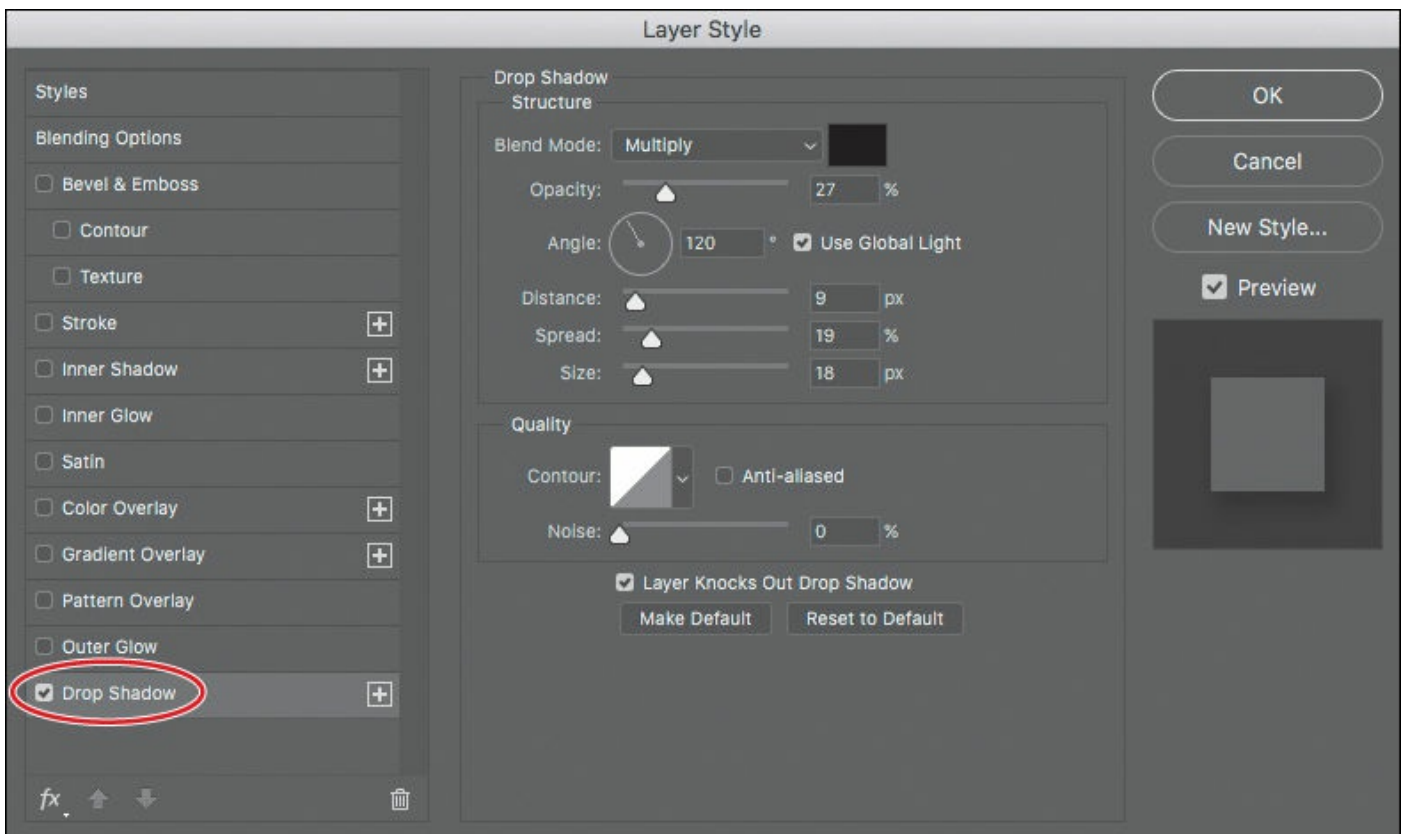 Layer Style
Styles
Blending Options
Bevel & Emboss
Contour
Texture
Stroke
Inner Shadow
Inner Glow
Satin
Color Overlay
Gradient Overlay
Pattern Overlay
Outer Glow
Drop Shadow
fx
Drop Shadow
Structure
Blend Mode: Multiply
Opacity: 27 %
Angle: 120 ° Use Global Light
Distance: 9 px
Spread: 19 %
Size: 18 px
Quality
Contour: Anti-aliased
Noise: 0 %
Layer Knocks Out Drop Shadow
Make Default Reset to Default
OK
Cancel
New Style...
Preview